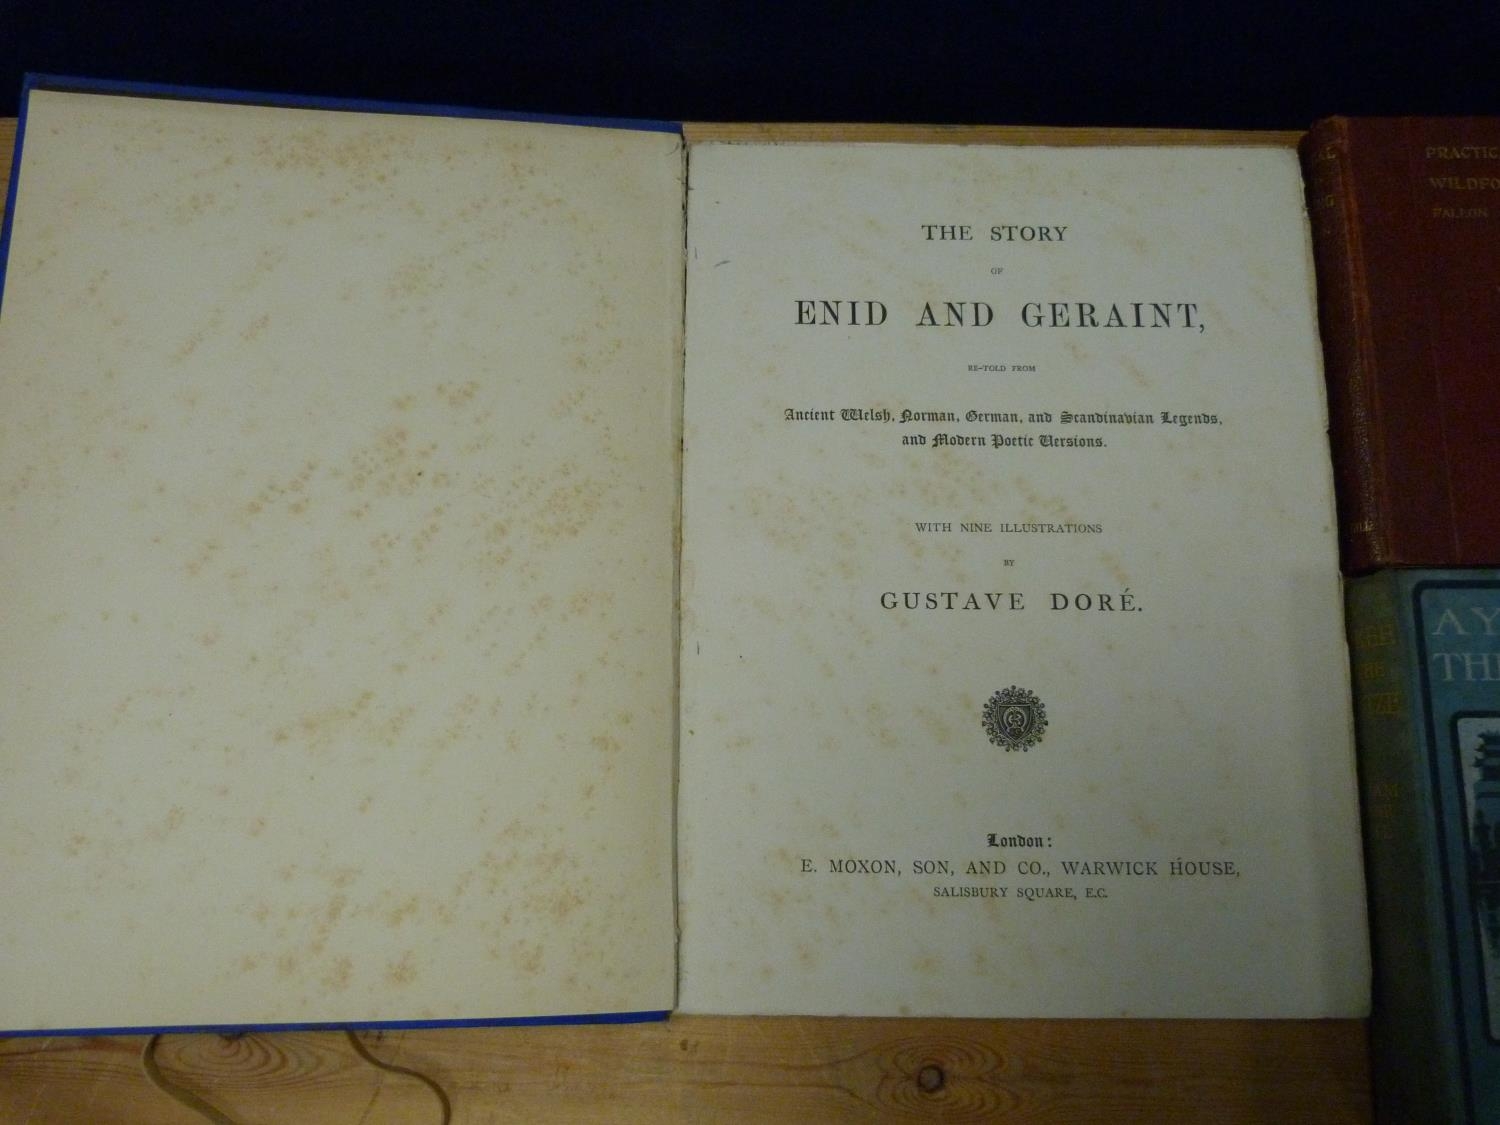 THE STORY
OF
ENID AND GERAINT,
RE-TOLD FROM
Ancient Welsh, Norman, German, and Scandinavian Legends,
and Modern Poetic Versions.
WITH NINE ILLUSTRATIONS
BY
GUSTAVE DORÉ.
London:
E. MOXON, SON, AND CO., WARWICK HOUSE,
SALISBURY SQUARE, E.C.
PRACTIC
WILDFO
FALLON
A Y
TH